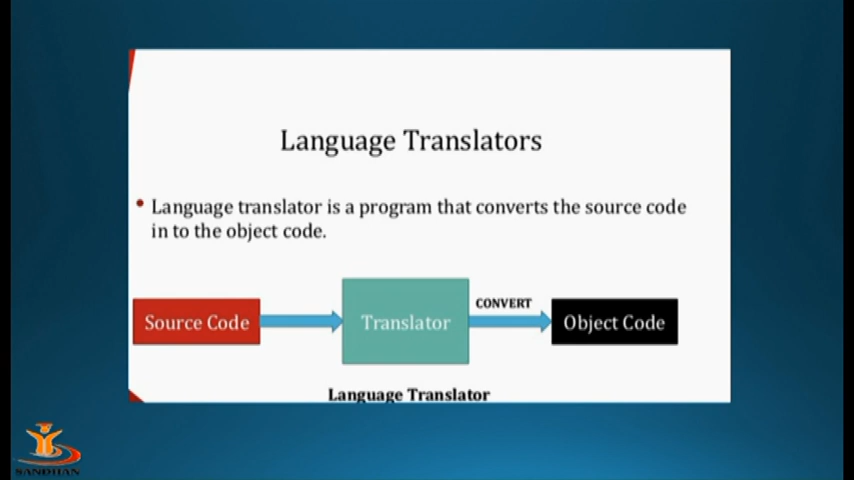 Language Translators
• Language translator is a program that converts the source code
in to the object code.
CONVERT
Source Code
Translator
Object Code
Language Translator
SANDHAN